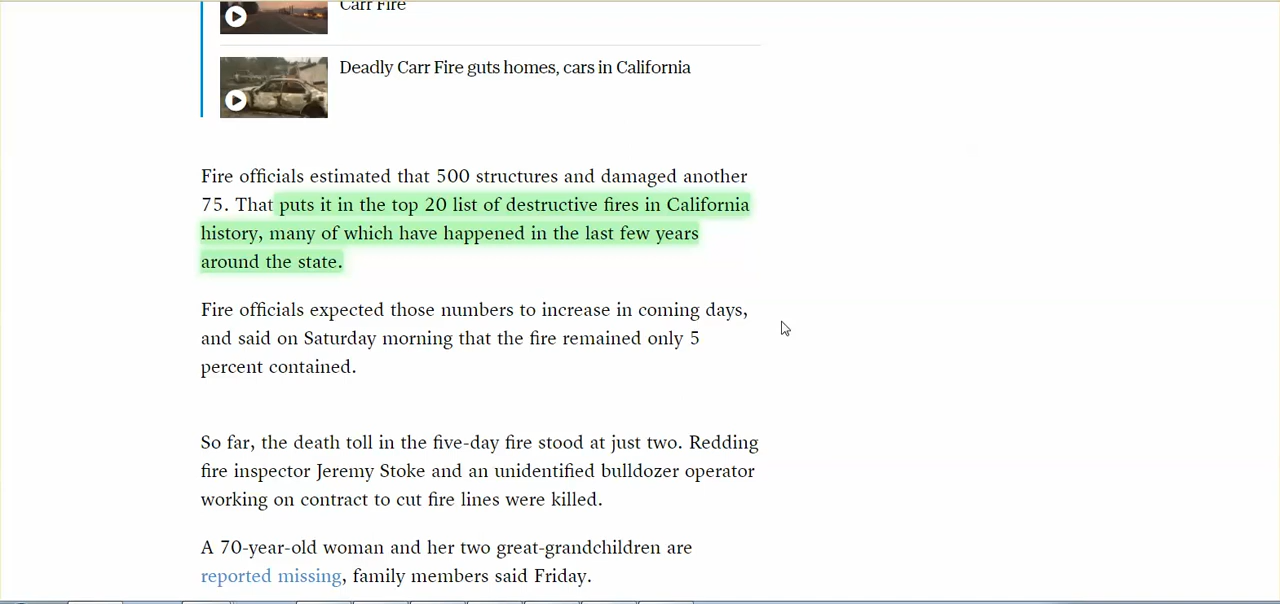 Carr Fire
Deadly Carr Fire guts homes, cars in California
Fire officials estimated that 500 structures and damaged another
75. That puts it in the top 20 list of destructive fires in California
history, many of which have happened in the last few years
around the state.
Fire officials expected those numbers to increase in coming days,
and said on Saturday morning that the fire remained only 5
percent contained.
So far, the death toll in the five-day fire stood at just two. Redding
fire inspector Jeremy Stoke and an unidentified bulldozer operator
working on contract to cut fire lines were killed.
A 70-year-old woman and her two great-grandchildren are
reported missing, family members said Friday.